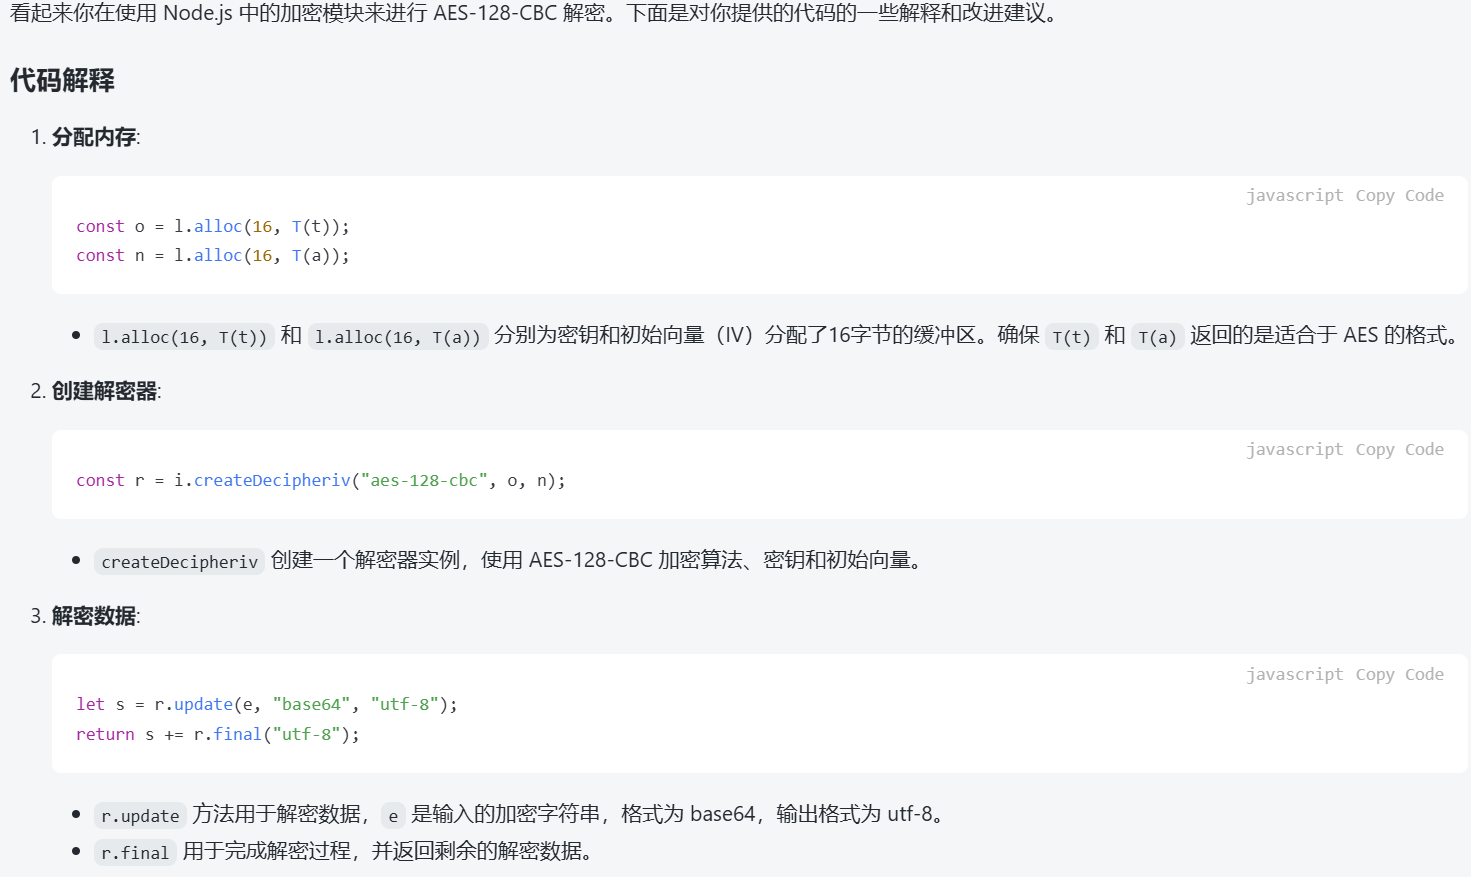 看起来你在使用 Node.js 中的加密模块来进行 AES-128-CBC 解密。下面是对你提供的代码的一些解释和改进建议。
代码解释
1. 分配内存:
javascript Copy Code
const o = l.alloc(16, T(t));
const n = l.alloc(16, T(a));
• l.alloc(16, T(t)) 和 l.alloc(16, T(a)) 分别为密钥和初始向量（IV）分配了16字节的缓冲区。确保 T(t) 和 T(a) 返回的是适合于 AES 的格式。
2. 创建解密器:
javascript Copy Code
const r = i.createDecipheriv("aes-128-cbc", o, n);
• createDecipheriv 创建一个解密器实例，使用 AES-128-CBC 加密算法、密钥和初始向量。
3. 解密数据:
javascript Copy Code
let s = r.update(e, "base64", "utf-8");
return s += r.final("utf-8");
• r.update 方法用于解密数据，e 是输入的加密字符串，格式为 base64，输出格式为 utf-8。
• r.final 用于完成解密过程，并返回剩余的解密数据。